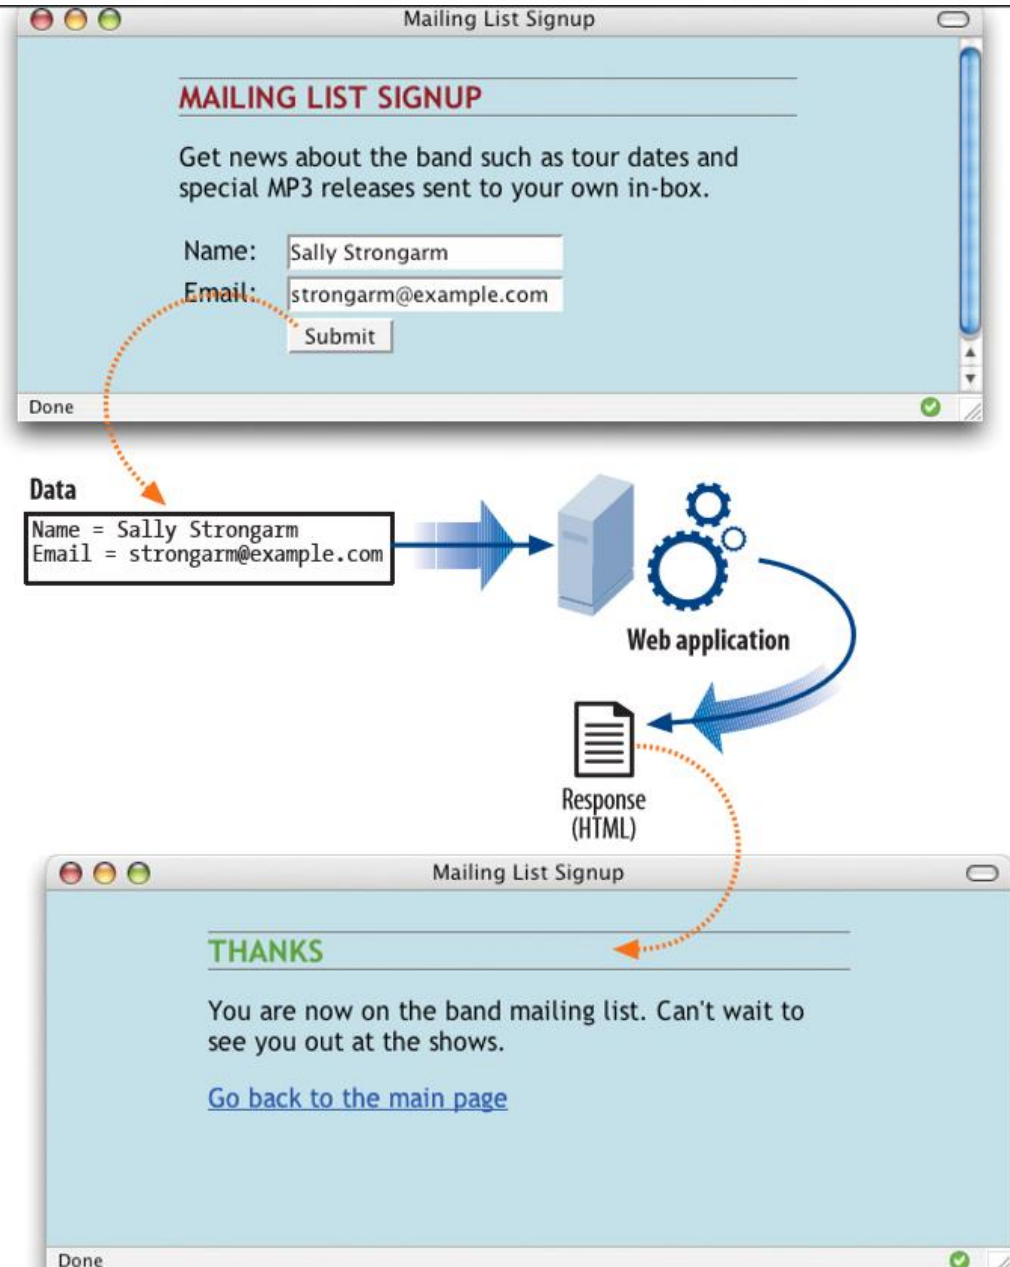 Mailing List Signup
MAILING LIST SIGNUP
Get news about the band such as tour dates and
special MP3 releases sent to your own in-box.
Name: Sally Strongarm
Email: strongarm@example.com
Submit
Done
Data
Name = Sally Strongarm
Email = strongarm@example.com
Web application
Response
(HTML)
Mailing List Signup
THANKS
You are now on the band mailing list. Can't wait to
see you out at the shows.
Go back to the main page
Done